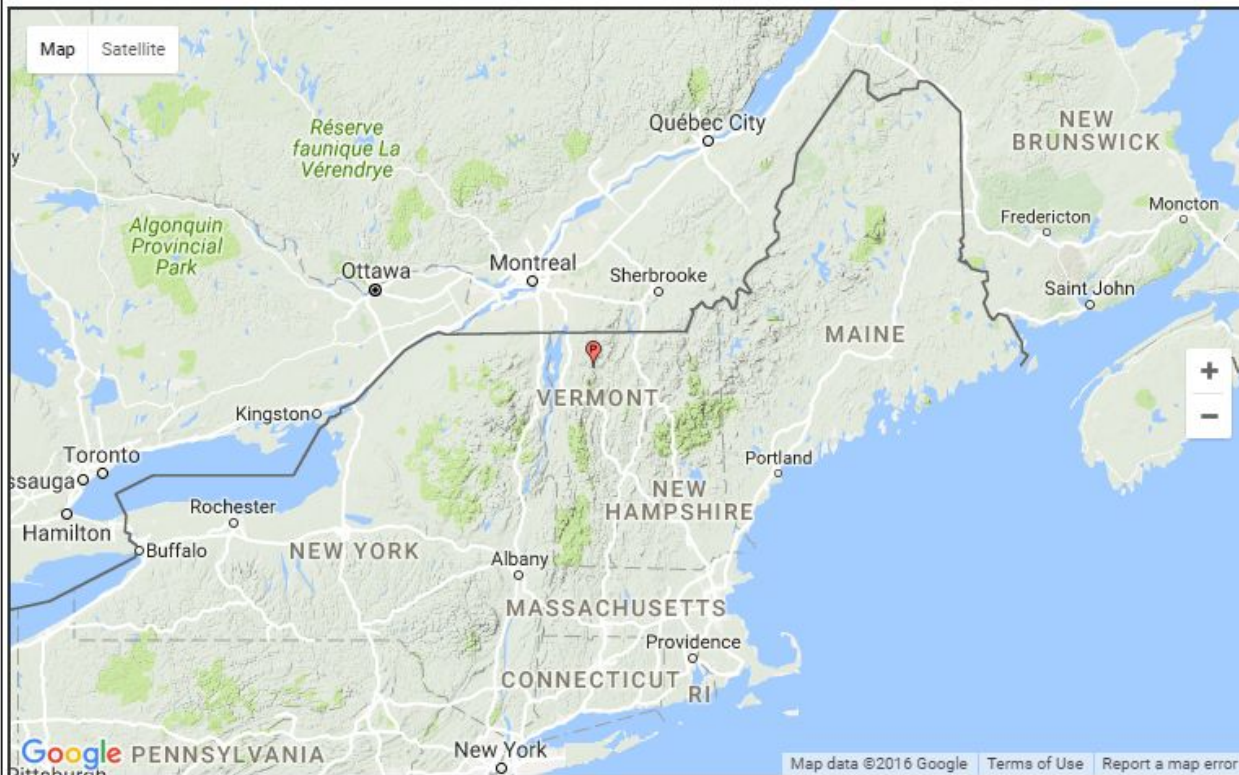 Map Satellite
Québec City
NEW
BRUNSWICK
Réserve
faunique La
Vérendrye
Algonquin
Provincial
Park
Fredericton
Moncton
Ottawa
Montreal
Sherbrooke
Saint John
MAINE
P
VERMONT
Kingston
Toronto
ssauga
Hamilton
Portland
Rochester
NEW
HAMPSHIRE
Buffalo
NEW YORK
Albany
MASSACHUSETTS
Providence
CONNECTICUT
RI
New York
Google
PENNSYLVANIA
Pittsburgh
+
−
Map data ©2016 Google Terms of Use Report a map error